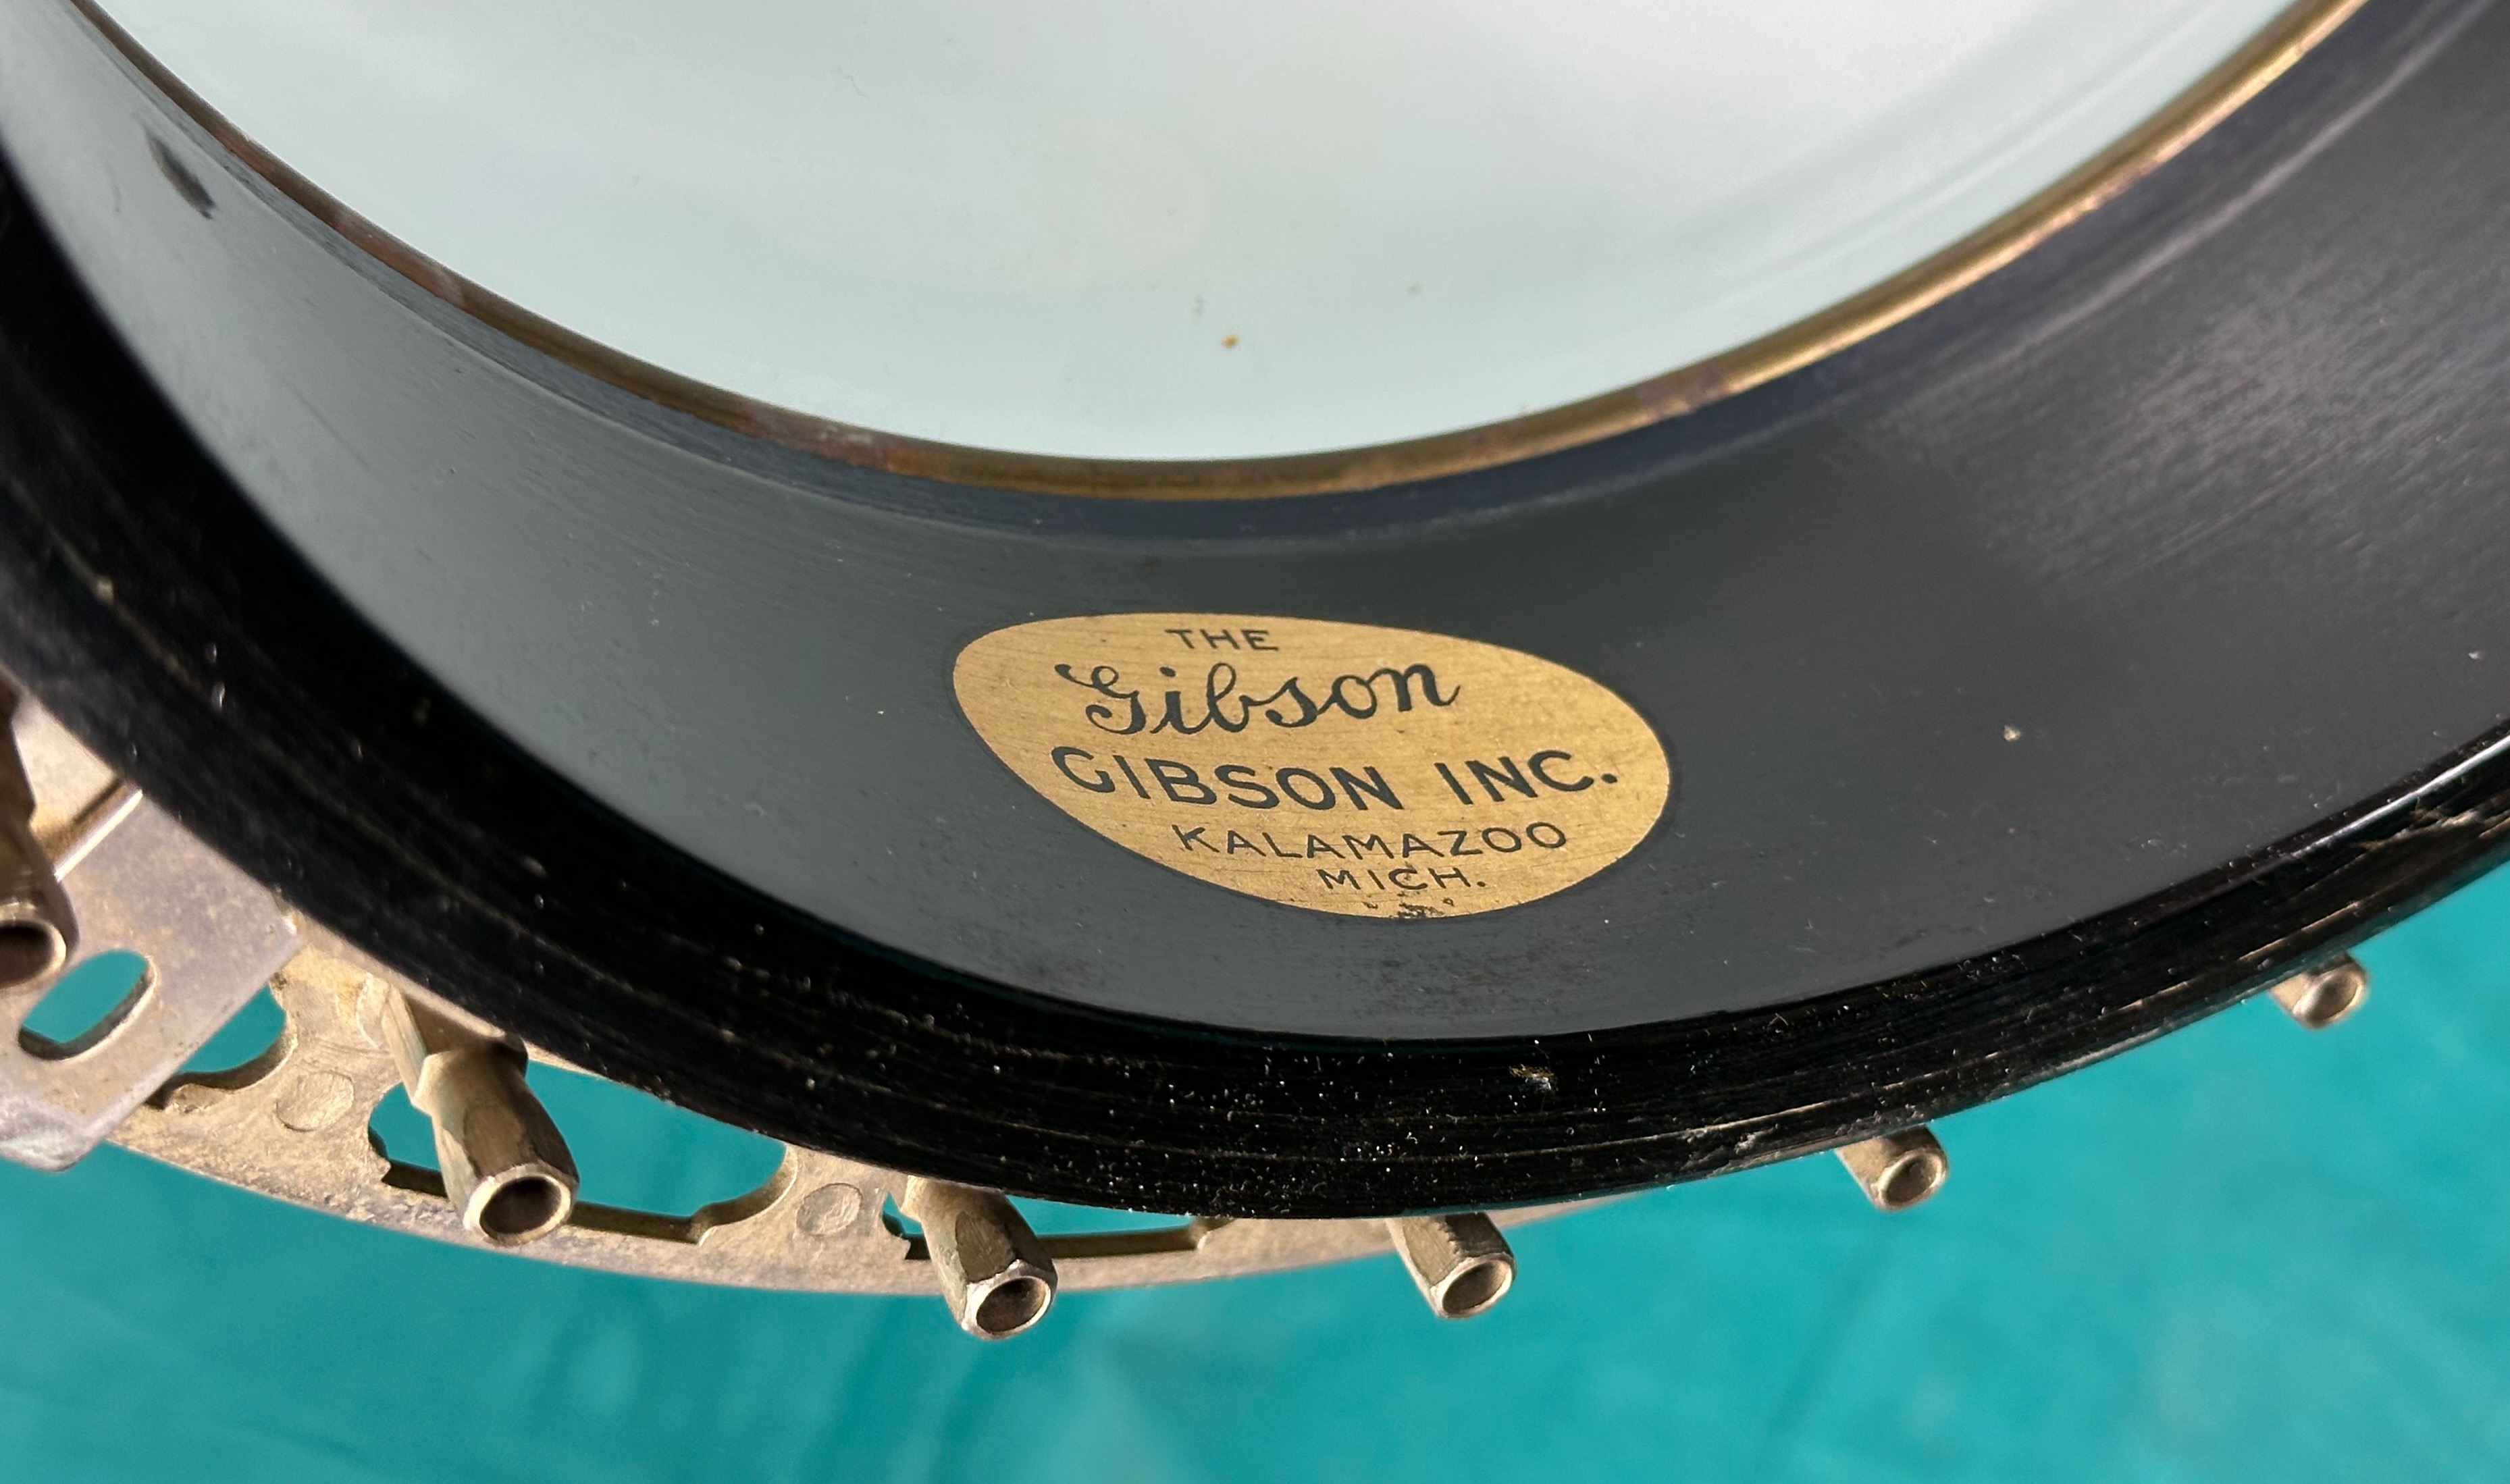 THE
Gibson
GIBSON INC.
KALAMAZOO
MICH.